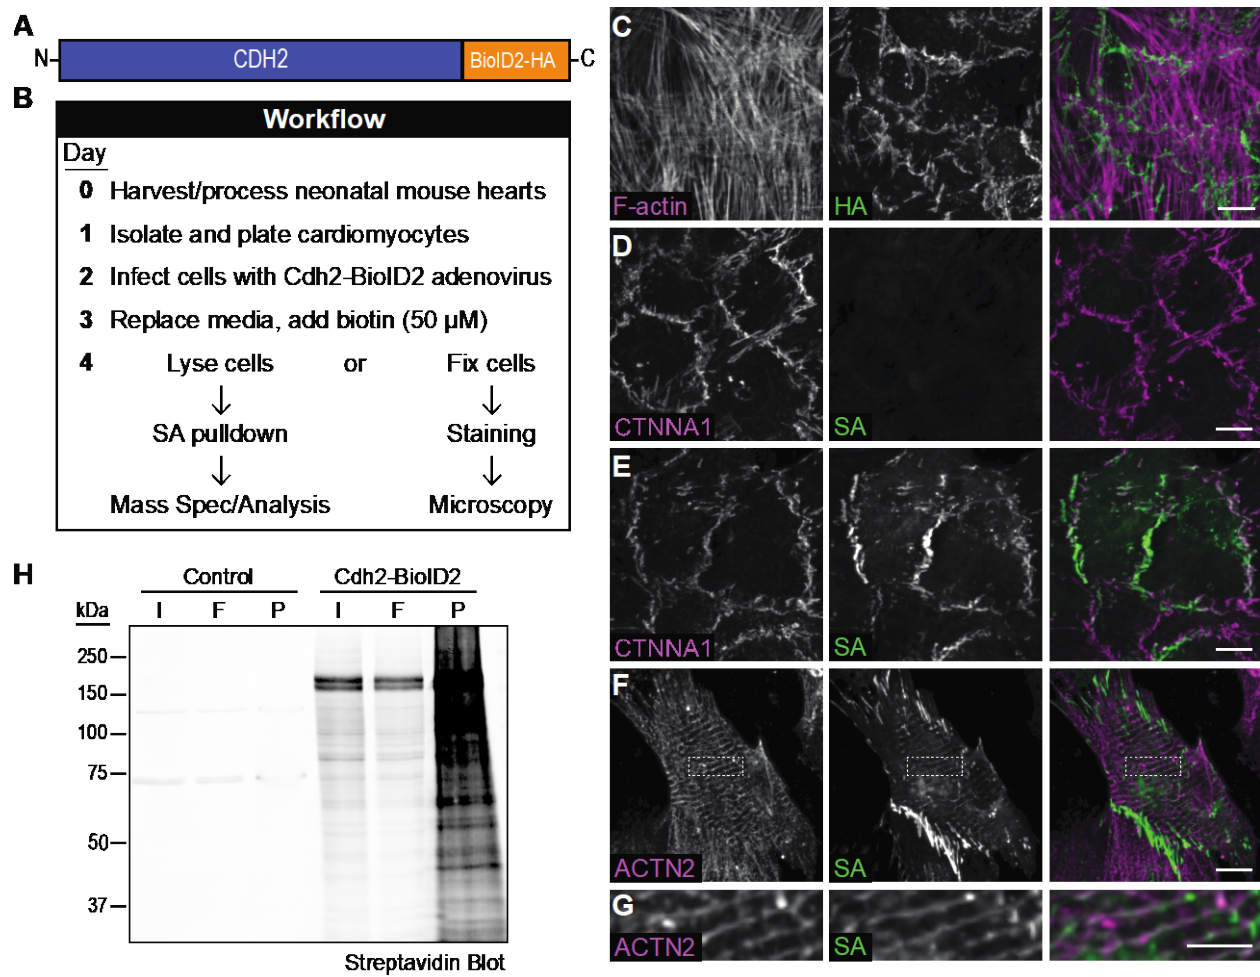 A
N
CDH2
BioID2-HA
C
B
Workflow
Day
0 Harvest/process neonatal mouse hearts
1 Isolate and plate cardiomyocytes
2 Infect cells with Cdh2-BioID2 adenovirus
3 Replace media, add biotin (50 µM)
4 Lyse cells or Fix cells
SA pulldown Staining
Mass Spec/Analysis Microscopy
H
Control Cdh2-BioID2
kDa I F P I F P
250
150
100
75
50
37
Streptavidin Blot
C
F-actin HA
D
CTNNA1 SA
E
CTNNA1 SA
F
ACTN2 SA
G
ACTN2 SA